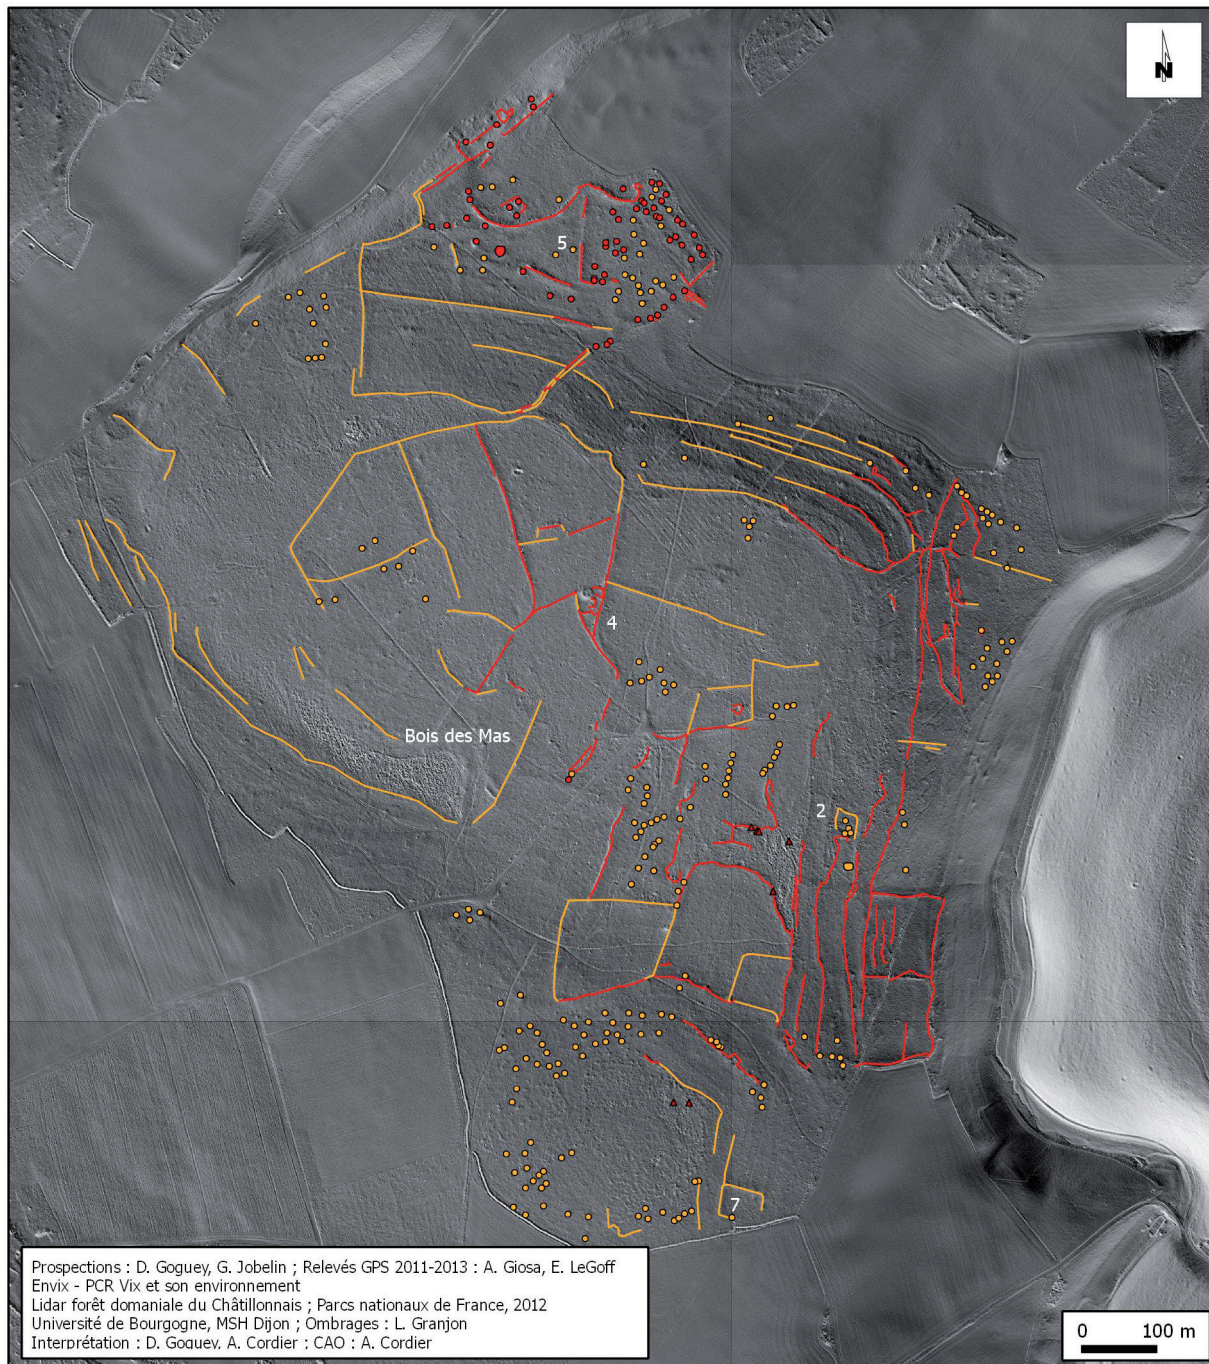 N
5
4
Bois des Mas
2
7
Prospections : D. Goguey, G. Jobelin ; Relevés GPS 2011-2013 : A. Giosa, E. LeGoff
Envix - PCR Vix et son environnement
Lidar forêt domaniale du Châtillonnais ; Parcs nationaux de France, 2012
Université de Bourgogne, MSH Dijon ; Ombrages : L. Granjon
Interprétation : D. Goguey, A. Cordier ; CAO : A. Cordier
0 100 m